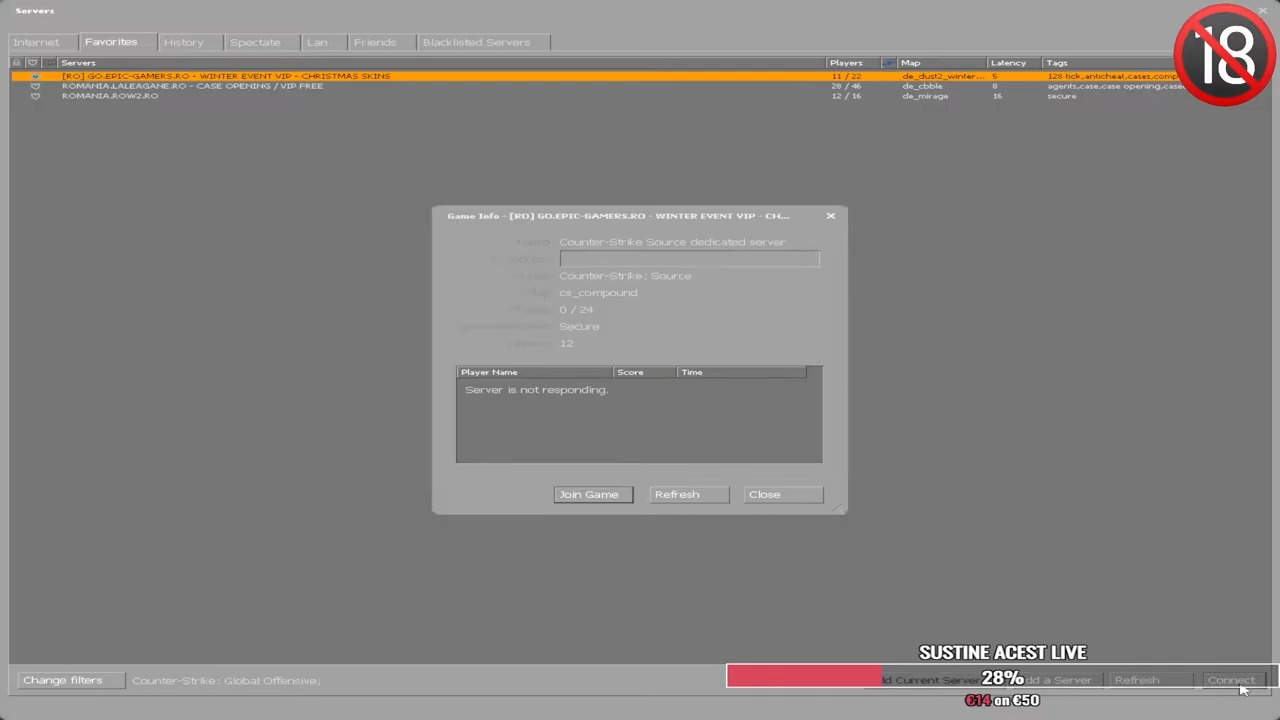 Servers
18
Internet Favorites History Spectate Lan Friends Blacklisted Servers
Servers Players Map Latency Tags
[RO] GO.EPIC-GAMERS.RO - WINTER EVENT VIP - CHRISTMAS SKINS 11 / 22 de_dust2_winter... 5 128 tick,anticheat,cases,comp
ROMANIA.LALEAGANE.RO - CASE OPENING / VIP FREE 28 / 46 de_cbble 8 agents,case,case opening,case
ROMANIA.ROW2.RO 12 / 16 de_mirage 16 secure
Game Info - [RO] GO.EPIC-GAMERS.RO - WINTER EVENT VIP - CH...
Counter-Strike Source dedicated server
Counter-Strike: Source
cs_compound
0 / 24
Secure
12
Player Name Score Time
Server is not responding.
Join Game Refresh Close
SUSTINE ACEST LIVE
Change filters Counter-Strike: Global Offensive; 28% Current Server a Server Refresh Connect
€14 on €50